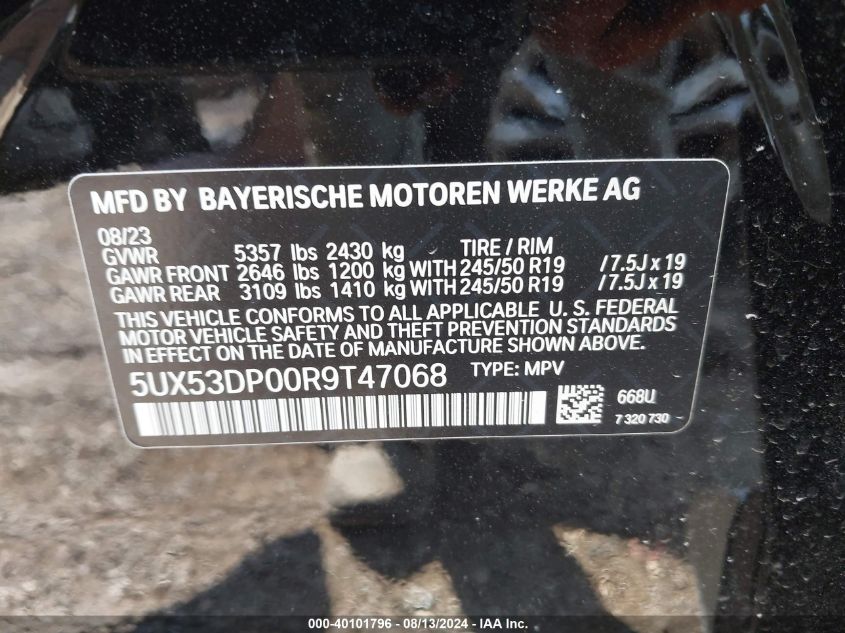 MFD BY BAYERISCHE MOTOREN WERKE AG
08/23
GVWR 5357 lbs 2430 kg TIRE / RIM
GAWR FRONT 2646 lbs 1200 kg WITH 245/50 R19 / 7.5J x 19
GAWR REAR 3109 lbs 1410 kg WITH 245/50 R19 / 7.5J x 19
THIS VEHICLE CONFORMS TO ALL APPLICABLE U. S. FEDERAL
MOTOR VEHICLE SAFETY AND THEFT PREVENTION STANDARDS
IN EFFECT ON THE DATE OF MANUFACTURE SHOWN ABOVE.
5UX53DP00R9T47068 TYPE: MPV
668U
7 320 730
000-40101796 - 08/13/2024 - IAA Inc.